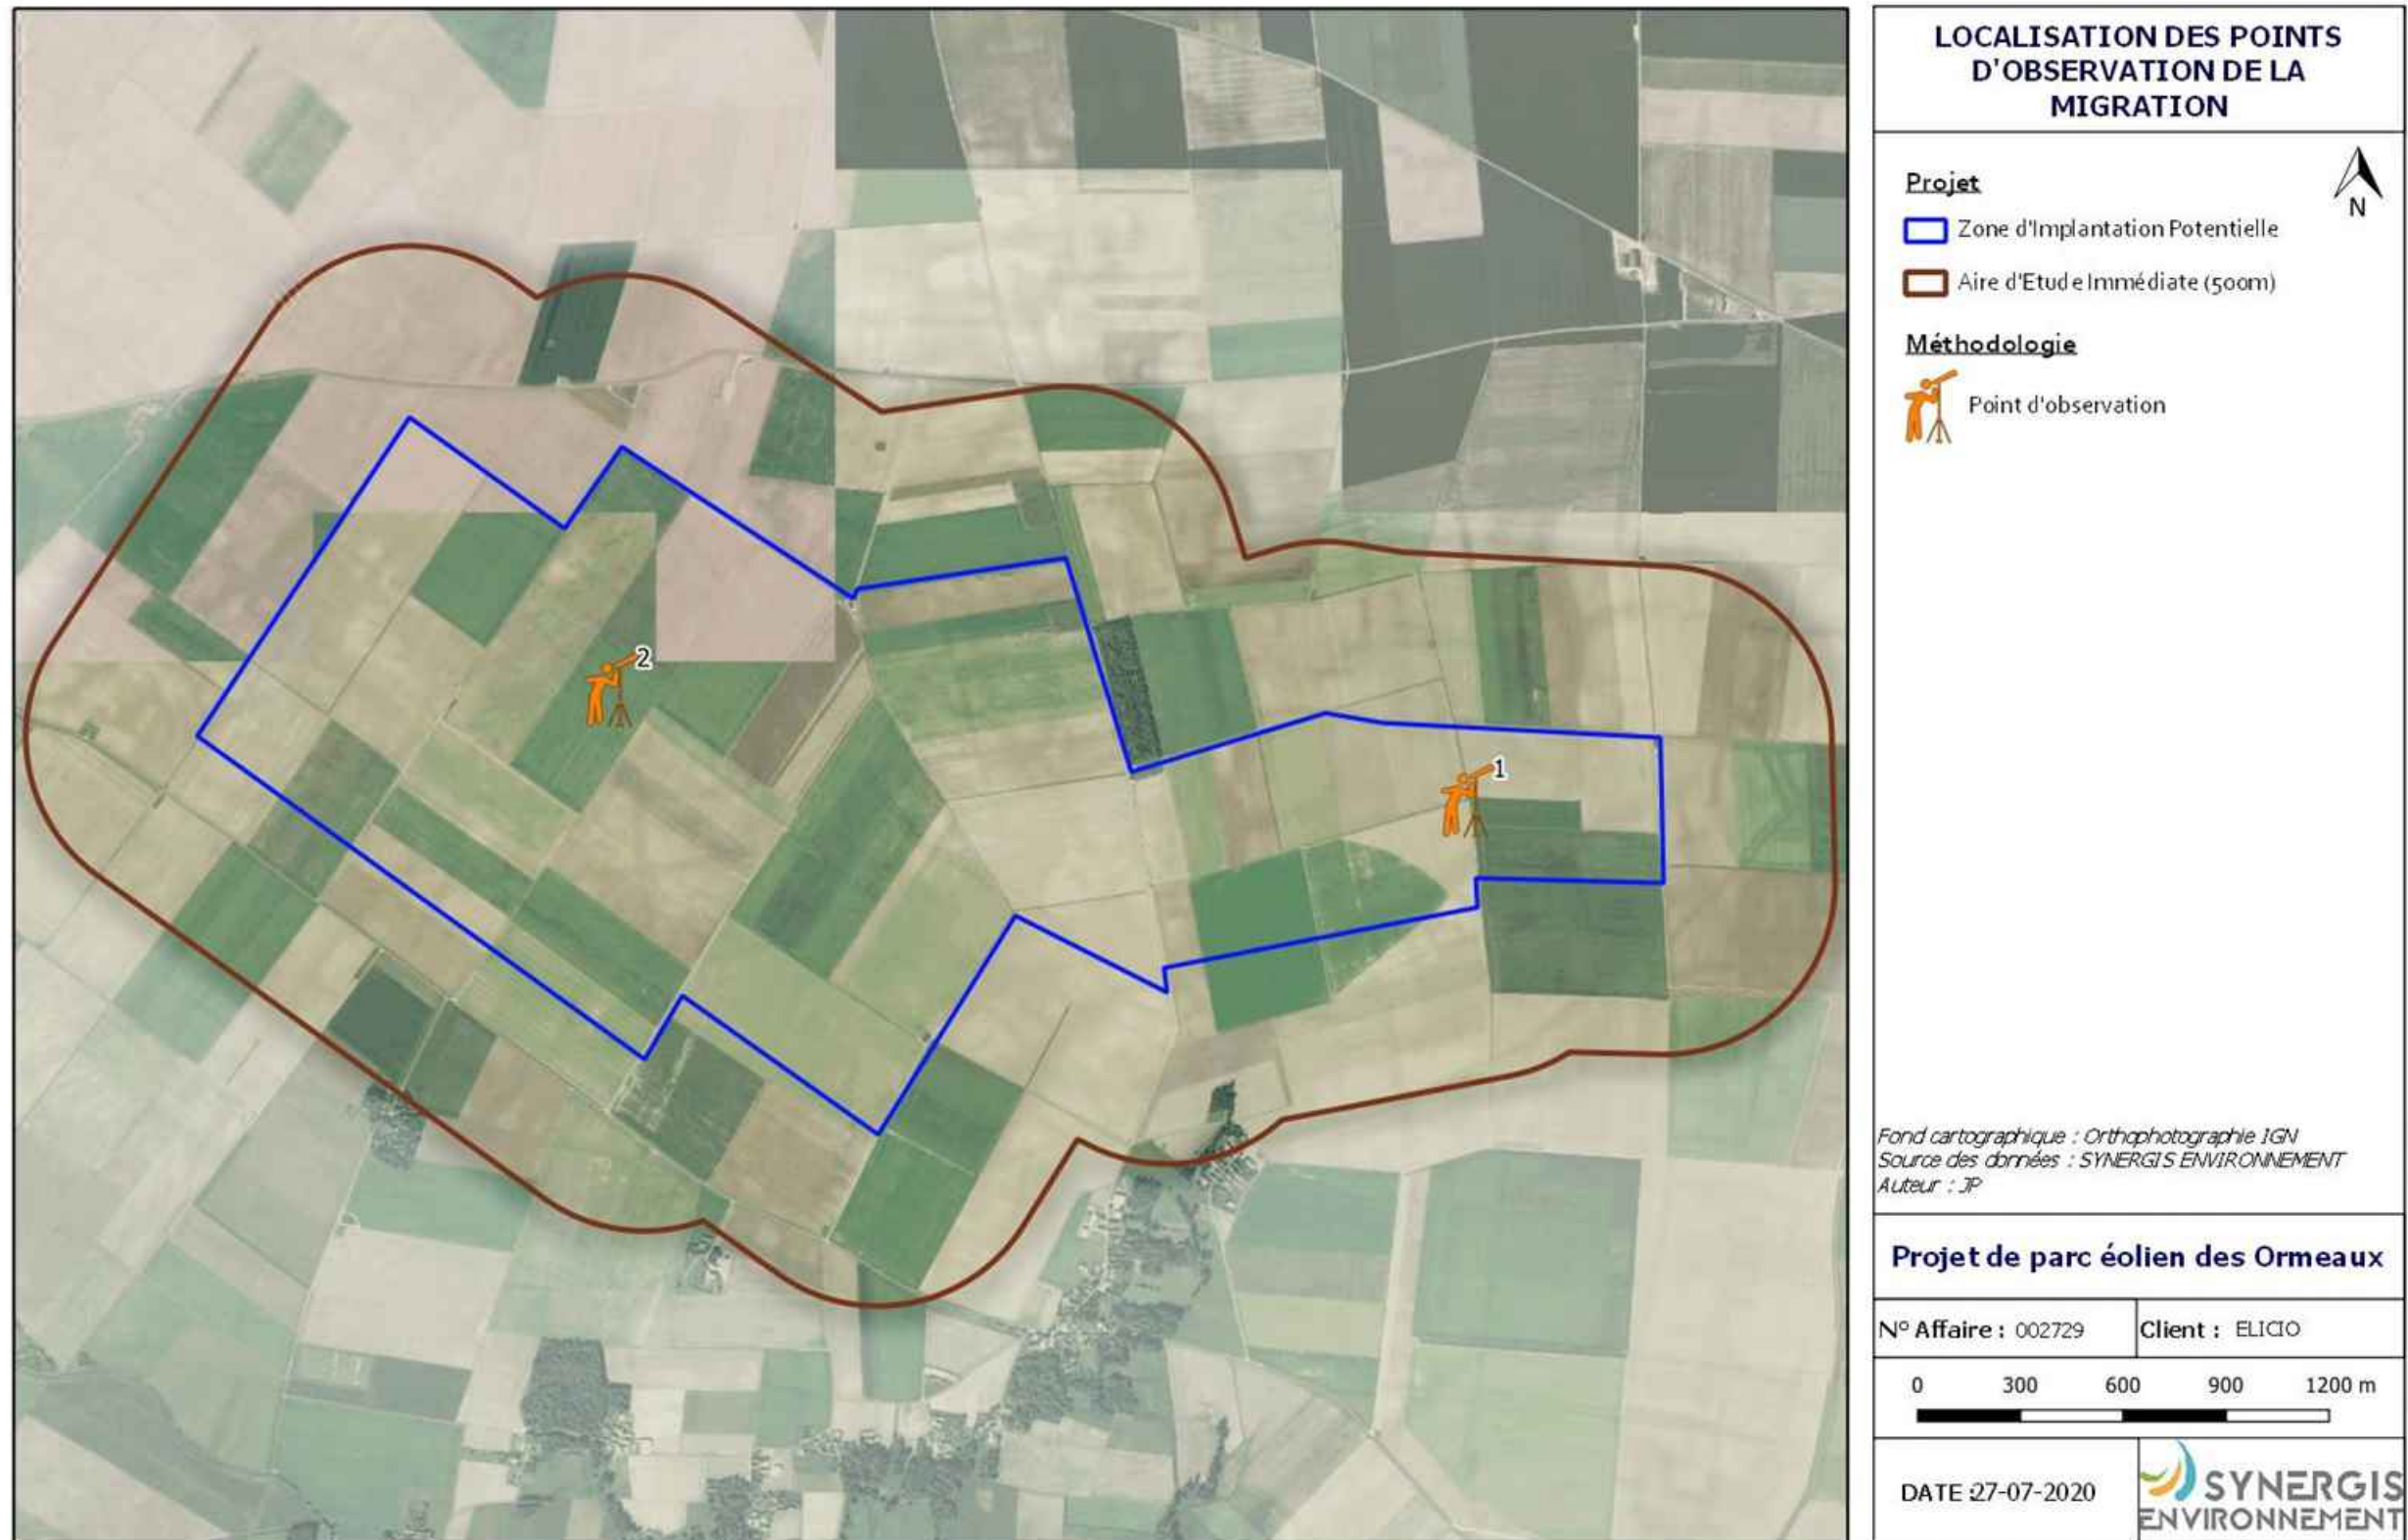 LOCALISATION DES POINTS
D'OBSERVATION DE LA
MIGRATION
N
Projet
Zone d'Implantation Potentielle
Aire d'Etude Immédiate (500m)
Méthodologie
Point d'observation
2
1
Fond cartographique : Orthophotographie IGN
Source des données : SYNERGIS ENVIRONNEMENT
Auteur : JP
Projet de parc éolien des Ormeaux
N° Affaire : 002729
Client : ELICIO
0 300 600 900 1200 m
DATE :27-07-2020
SYNERGIS
ENVIRONNEMENT